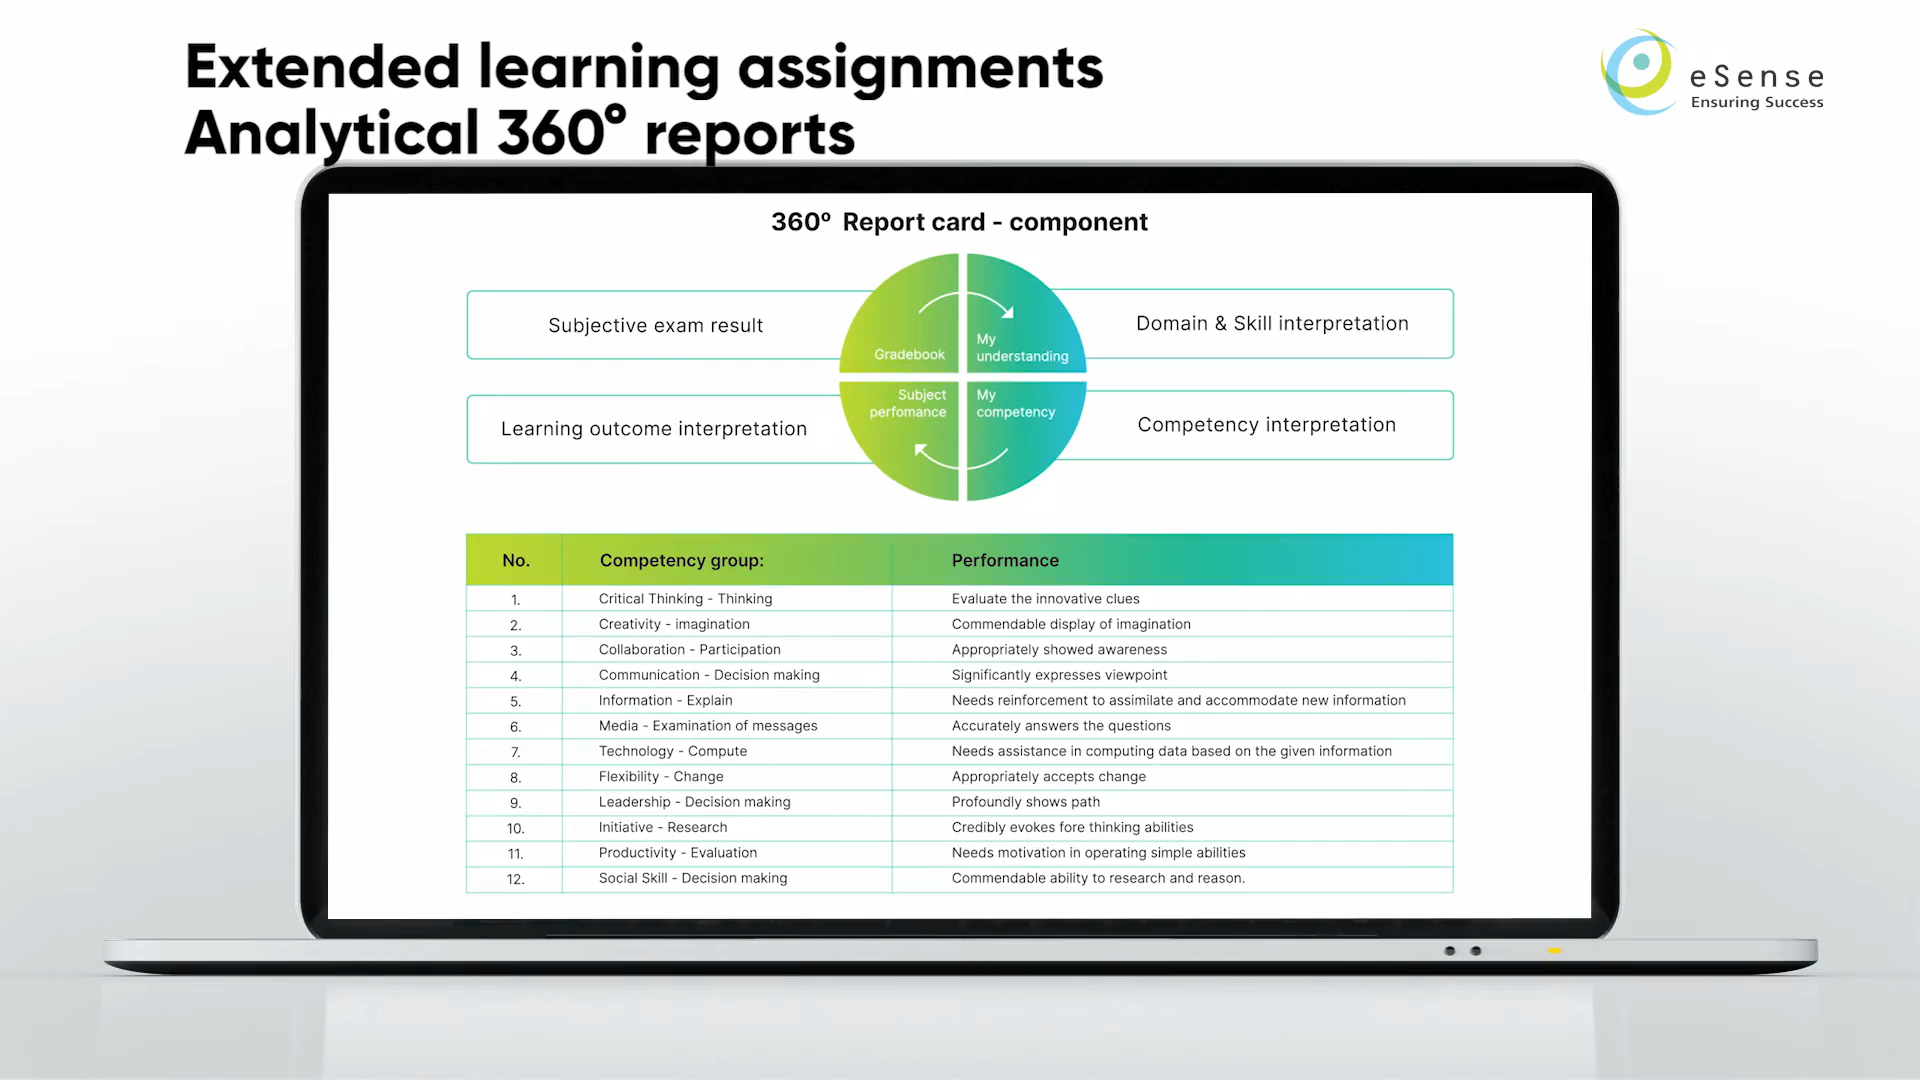 Extended learning assignments
Analytical 360° reports
eSense
Ensuring Success
360º Report card - component
Subjective exam result
Domain & Skill interpretation
Learning outcome interpretation
Competency interpretation
Gradebook
My
understanding
Subject
perfomance
My
competency
No. Competency group: Performance
1. Critical Thinking - Thinking Evaluate the innovative clues
2. Creativity - imagination Commendable display of imagination
3. Collaboration - Participation Appropriately showed awareness
4. Communication - Decision making Significantly expresses viewpoint
5. Information - Explain Needs reinforcement to assimilate and accommodate new information
6. Media - Examination of messages Accurately answers the questions
7. Technology - Compute Needs assistance in computing data based on the given information
8. Flexibility - Change Appropriately accepts change
9. Leadership - Decision making Profoundly shows path
10. Initiative - Research Credibly evokes fore thinking abilities
11. Productivity - Evaluation Needs motivation in operating simple abilities
12. Social Skill - Decision making Commendable ability to research and reason.